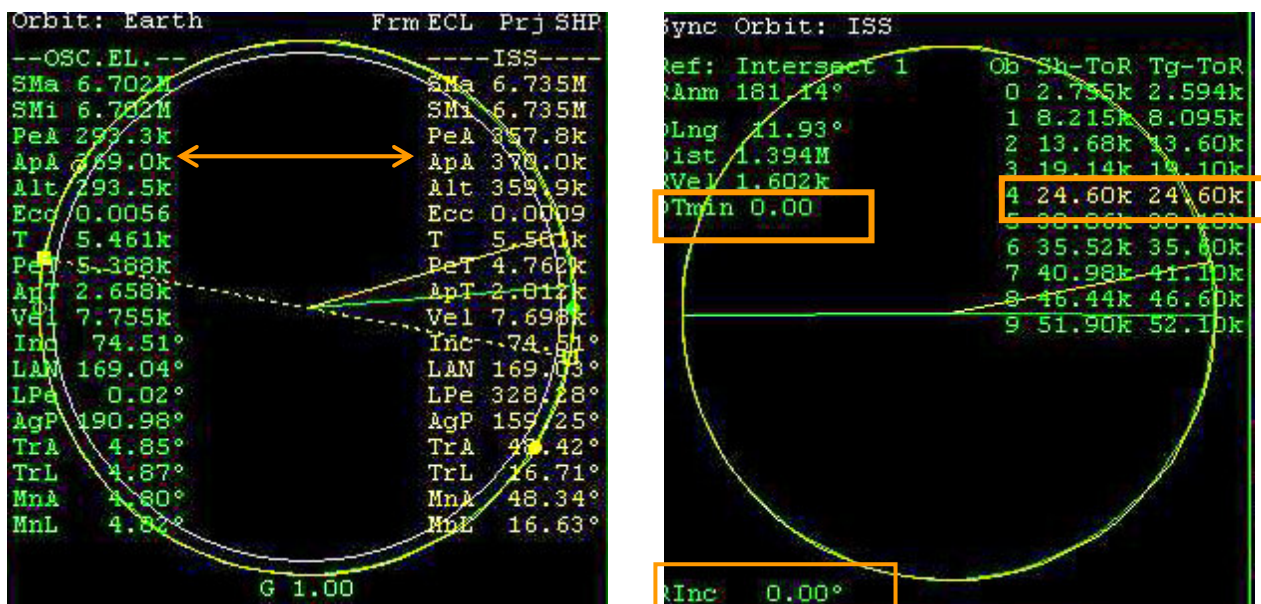 Orbit: Earth Frm ECL Prj SHP
--OSC.EL.-- ----ISS----
SMa 6.702M SMa 6.735M
SMi 6.702M SMi 6.735M
PeA 293.3k PeA 357.8k
ApA 369.0k ApA 370.0k
Alt 293.5k Alt 359.9k
Ecc 0.0056 Ecc 0.0009
T 5.461k T 5.501k
PeT 5.388k PeT 4.762k
ApT 2.658k ApT 2.012k
Vel 7.755k Vel 7.698k
Inc 74.51° Inc 74.51°
LAN 169.04° LAN 169.03°
LPe 0.02° LPe 328.28°
AgP 190.98° AgP 159.25°
TrA 4.85° TrA 48.42°
TrL 4.87° TrL 16.71°
MnA 4.80° MnA 48.34°
MnL 4.82° MnL 16.63°
G 1.00
Sync Orbit: ISS
Ref: Intersect 1 Ob Sh-ToR Tg-ToR
RAnm 181.14° 0 2.755k 2.594k
1 8.215k 8.095k
DLng 11.93° 2 13.68k 13.60k
Dist 1.394M 3 19.14k 19.10k
RVel 1.602k 4 24.60k 24.60k
DTmin 0.00 5
6 35.52k 35.60k
7 40.98k 41.10k
8 46.44k 46.60k
9 51.90k 52.10k
RInc 0.00°